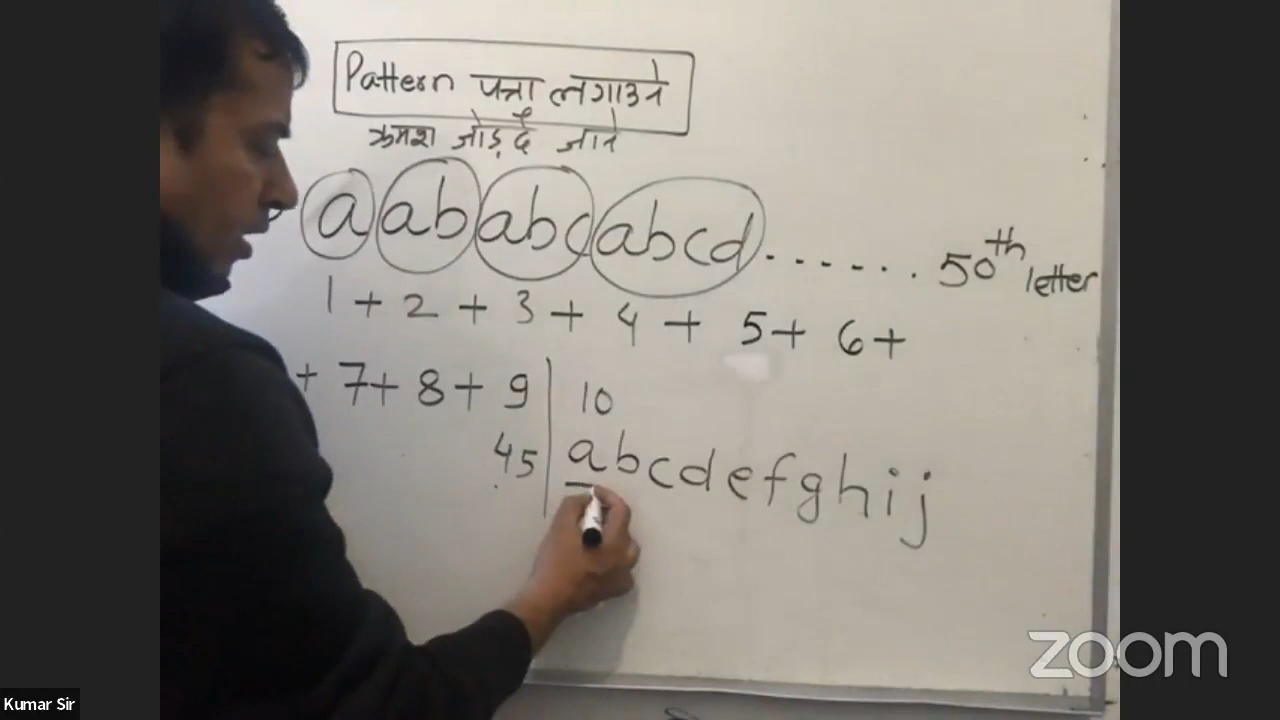 Pattern पत्ता लगाउने
क्रमश जोड्दै जाने
a ab abc abcd ....... 50th letter
1 + 2 + 3 + 4 + 5 + 6 +
+ 7 + 8 + 9 | 10
45 | abcdefghij
zoom
Kumar Sir